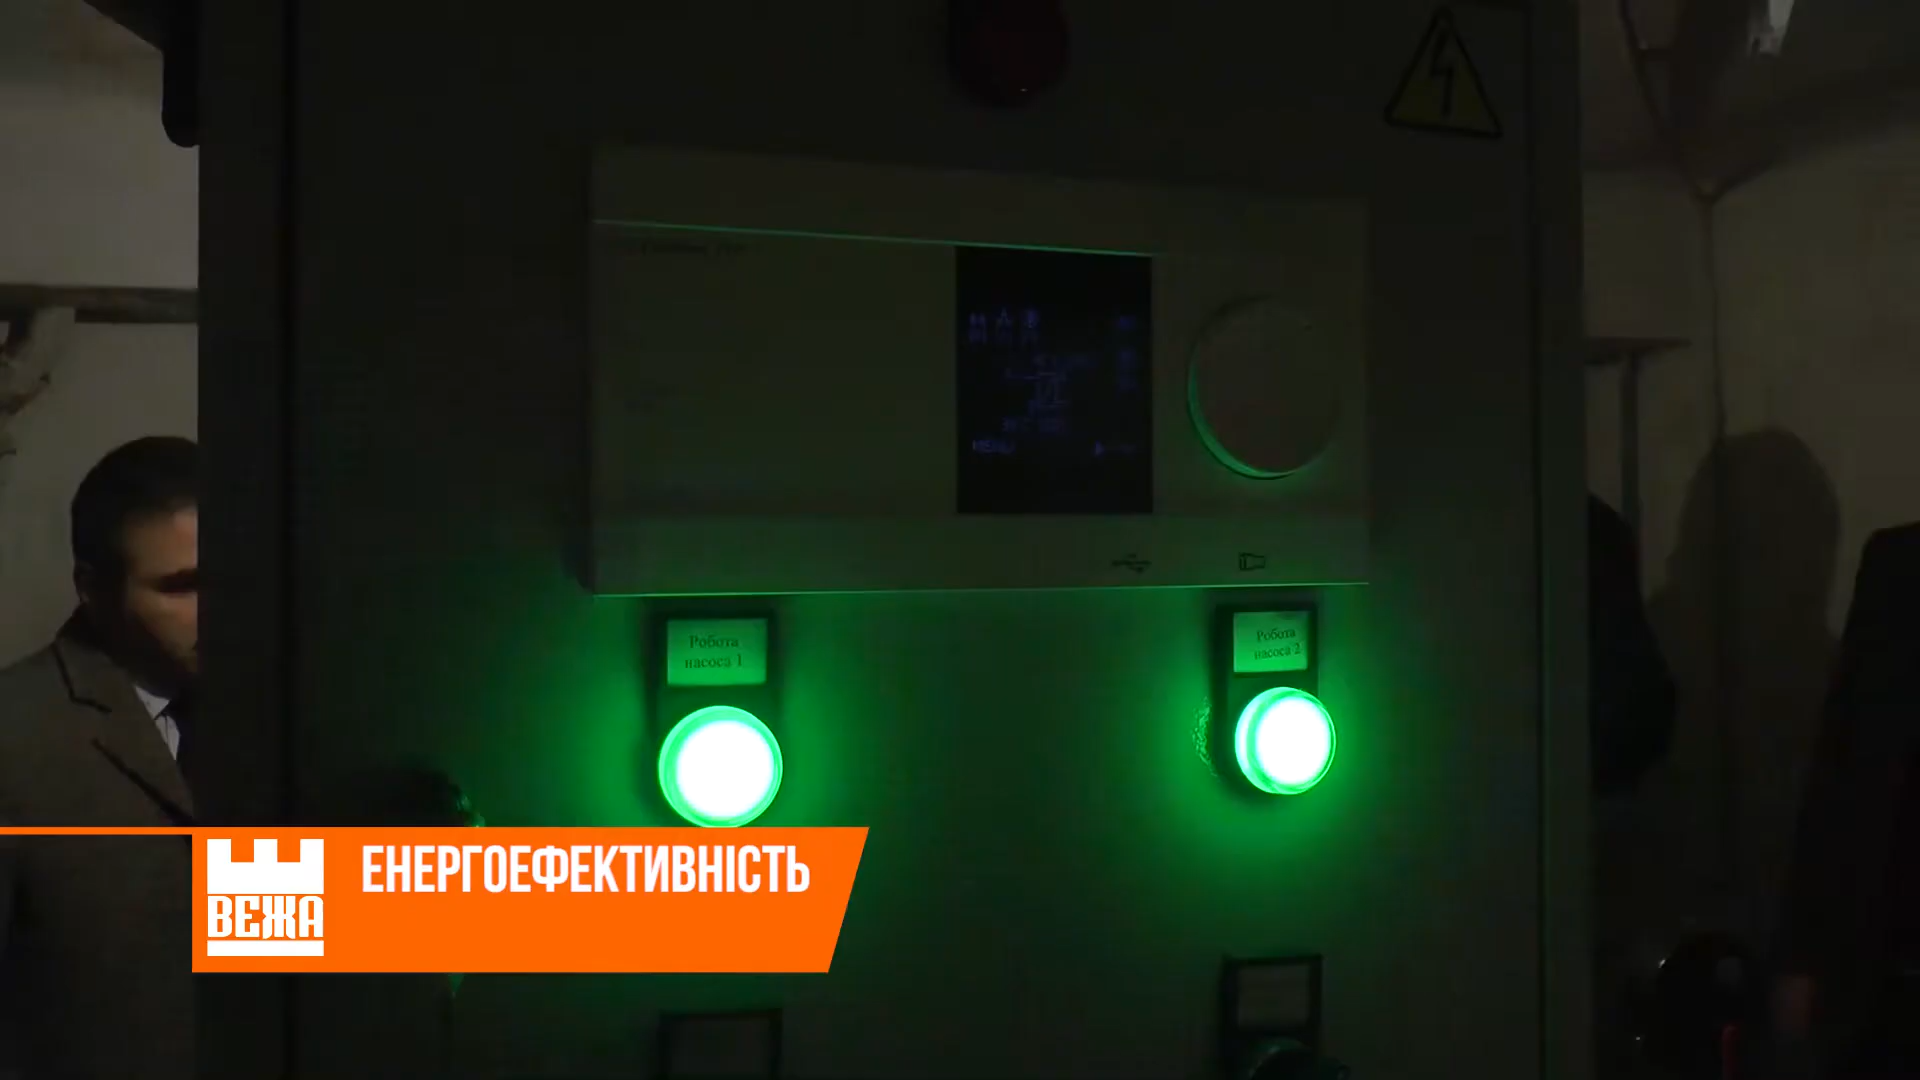 MENU
Робота
насоса 1
Робота
насоса 2
ЕНЕРГОЕФЕКТИВНІСТЬ
ВЕЖА